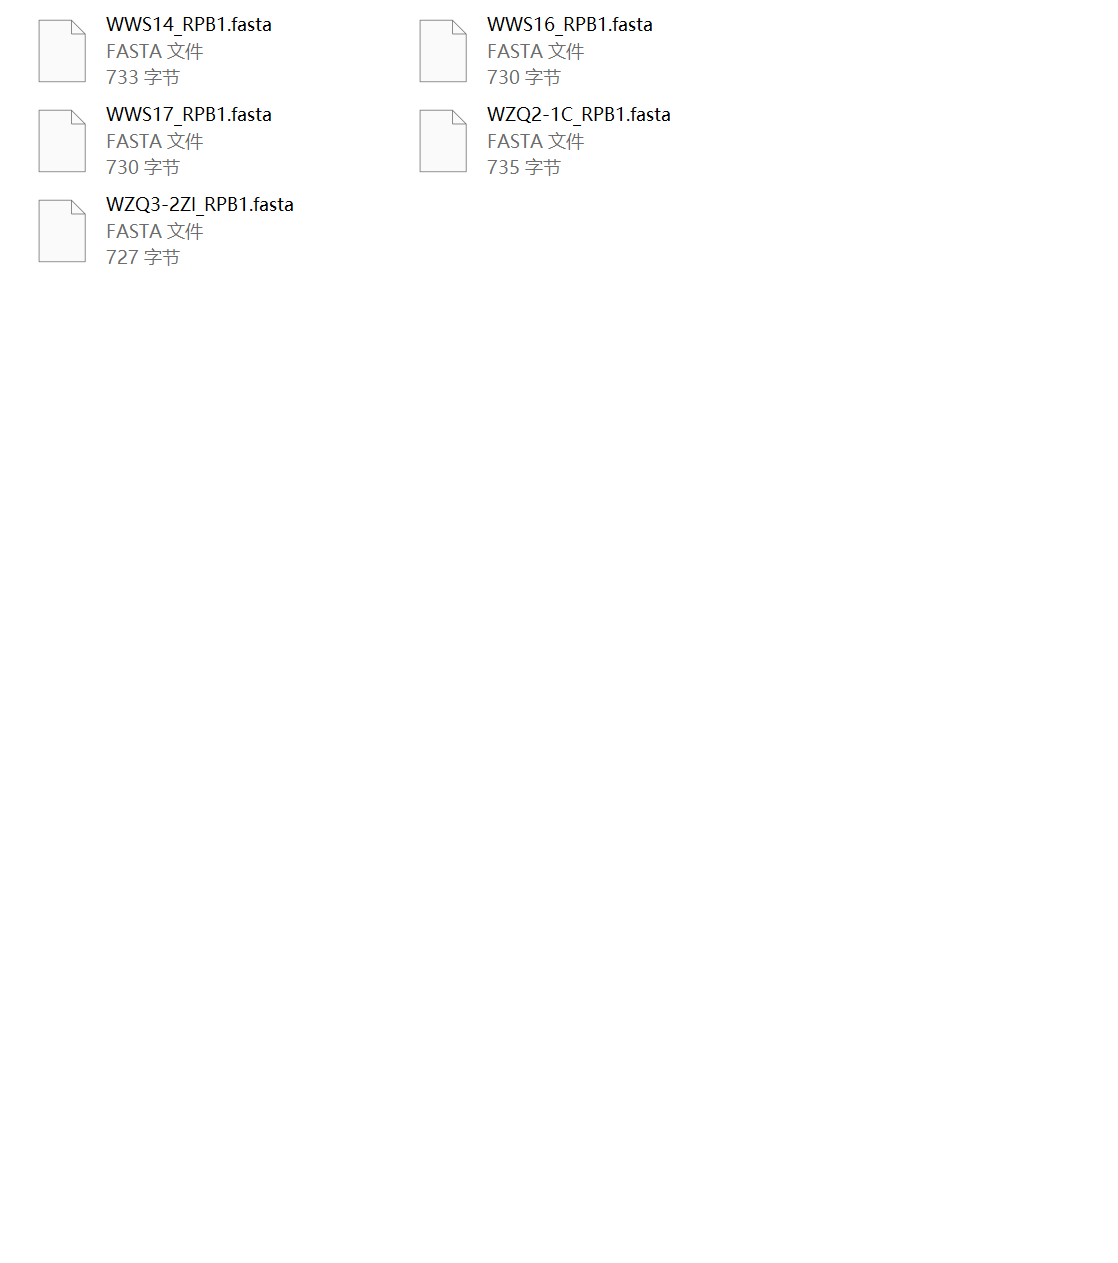 WWS14_RPB1.fasta
FASTA 文件
733 字节
WWS16_RPB1.fasta
FASTA 文件
730 字节
WWS17_RPB1.fasta
FASTA 文件
730 字节
WZQ2-1C_RPB1.fasta
FASTA 文件
735 字节
WZQ3-2ZI_RPB1.fasta
FASTA 文件
727 字节